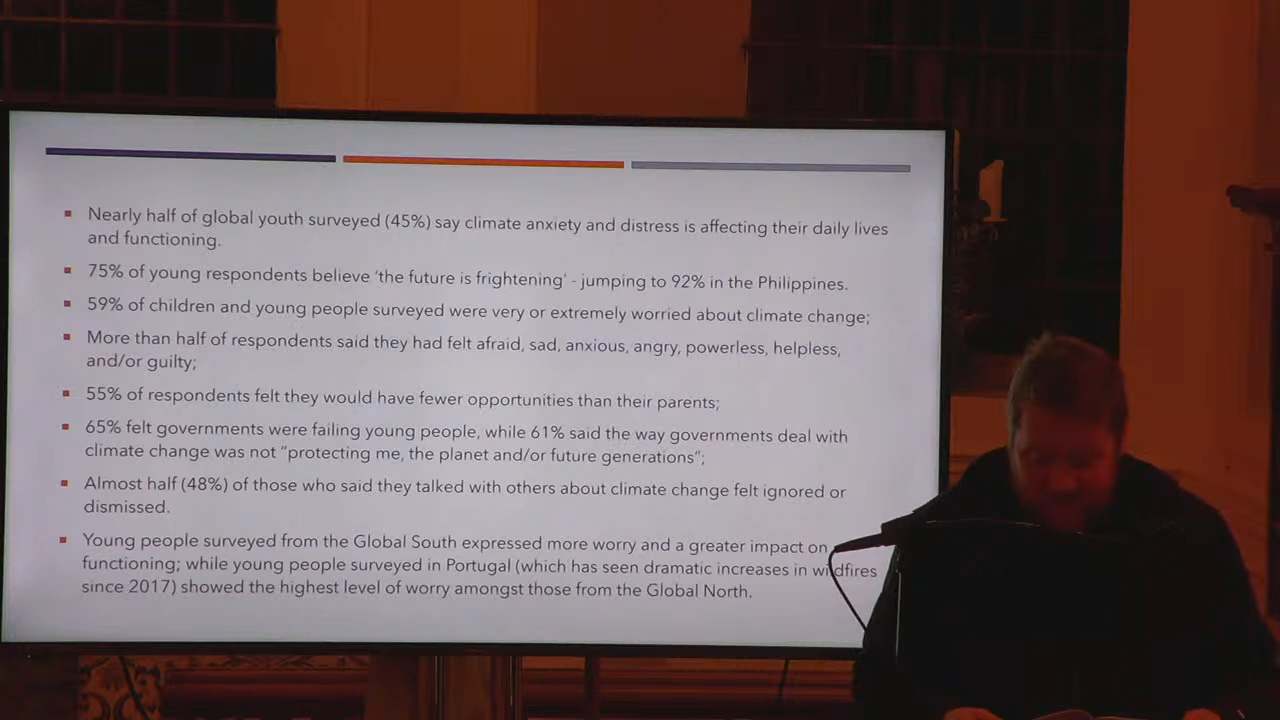 Nearly half of global youth surveyed (45%) say climate anxiety and distress is affecting their daily lives
and functioning.
75% of young respondents believe 'the future is frightening' - jumping to 92% in the Philippines.
59% of children and young people surveyed were very or extremely worried about climate change;
More than half of respondents said they had felt afraid, sad, anxious, angry, powerless, helpless,
and/or guilty;
55% of respondents felt they would have fewer opportunities than their parents;
65% felt governments were failing young people, while 61% said the way governments deal with
climate change was not "protecting me, the planet and/or future generations";
Almost half (48%) of those who said they talked with others about climate change felt ignored or
dismissed.
Young people surveyed from the Global South expressed more worry and a greater impact on
functioning; while young people surveyed in Portugal (which has seen dramatic increases in wildfires
since 2017) showed the highest level of worry amongst those from the Global North.